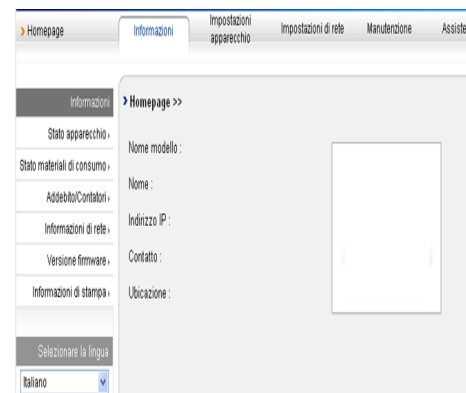 Homepage
Informazioni
Impostazioni apparecchio
Impostazioni di rete
Manutenzione
Assiste
Informazioni
Stato apparecchio
Stato materiali di consumo
Addebito/Contatori
Informazioni di rete
Versione firmware
Informazioni di stampa
Selezionare la lingua
Italiano
Homepage >>
Nome modello :
Nome :
Indirizzo IP :
Contatto :
Ubicazione :